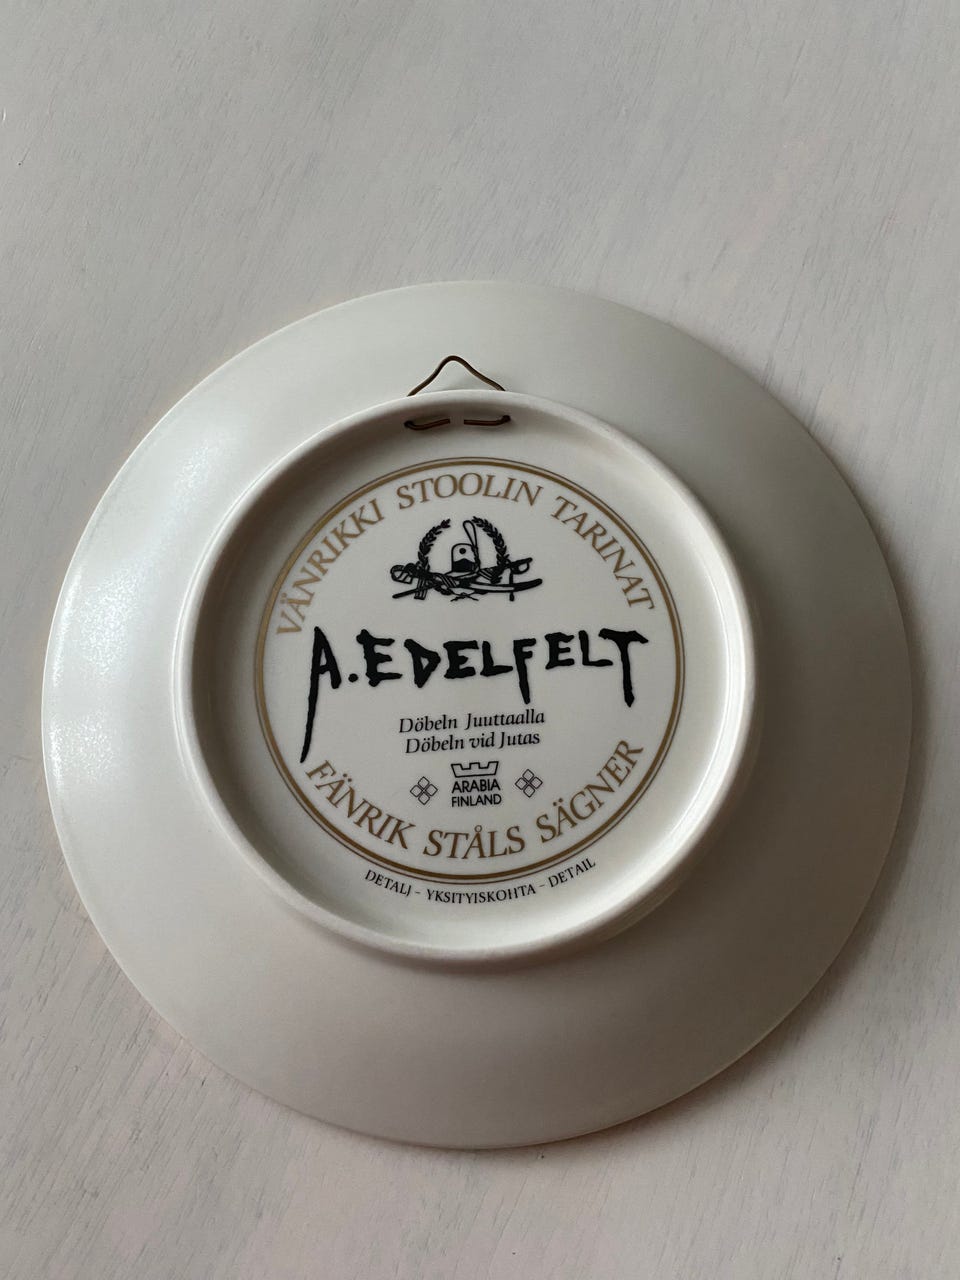 VÄNRIKKI STOOLIN TARINAT
A.EDELFELT
Döbeln Juuttaalla
Döbeln vid Jutas
ARABIA
FINLAND
FÄNRIK STÅLS SÄGNER
DETALJ - YKSITYISKOHTA - DETAIL